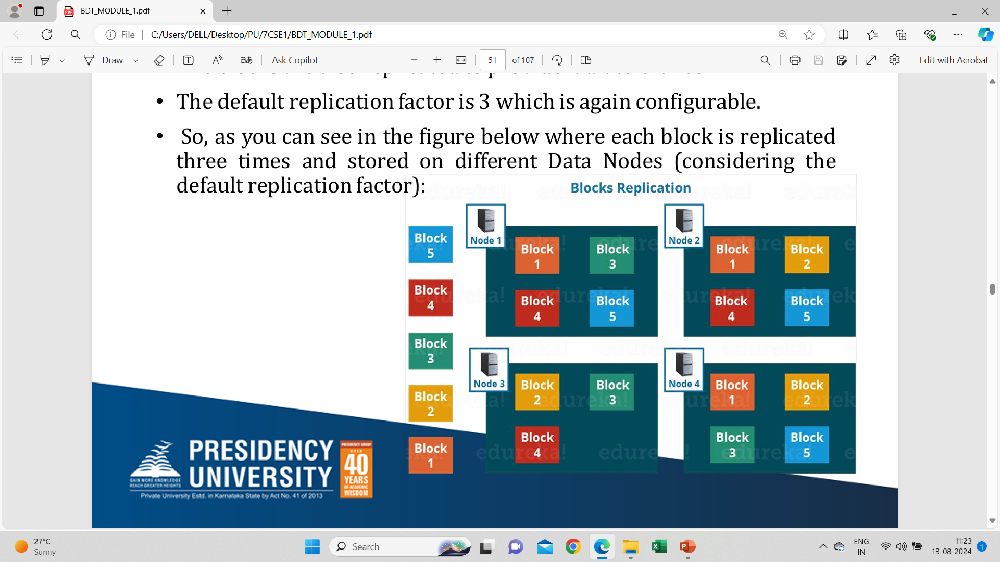 BDT_MODULE_1.pdf
File
C:/Users/DELL/Desktop/PU/7CSE1/BDT_MODULE_1.pdf
Draw
Ask Copilot
51 of 107
Edit with Acrobat
• The default replication factor is 3 which is again configurable.
• So, as you can see in the figure below where each block is replicated
three times and stored on different Data Nodes (considering the
default replication factor):
Blocks Replication
Block
5
Block
4
Block
3
Block
2
Block
1
Node 1
Block
1
Block
3
Block
4
Block
5
Node 2
Block
1
Block
2
Block
4
Block
5
Node 3
Block
2
Block
3
Block
4
Node 4
Block
1
Block
2
Block
3
Block
5
edureka!
PRESIDENCY
UNIVERSITY
GAIN MORE KNOWLEDGE
REACH GREATER HEIGHTS
Private University Estd. in Karnataka State by Act No. 41 of 2013
PRESIDENCY GROUP
OVER
40
YEARS
OF ACADEMIC
WISDOM
27°C
Sunny
Search
ENG
IN
11:23
13-08-2024
1